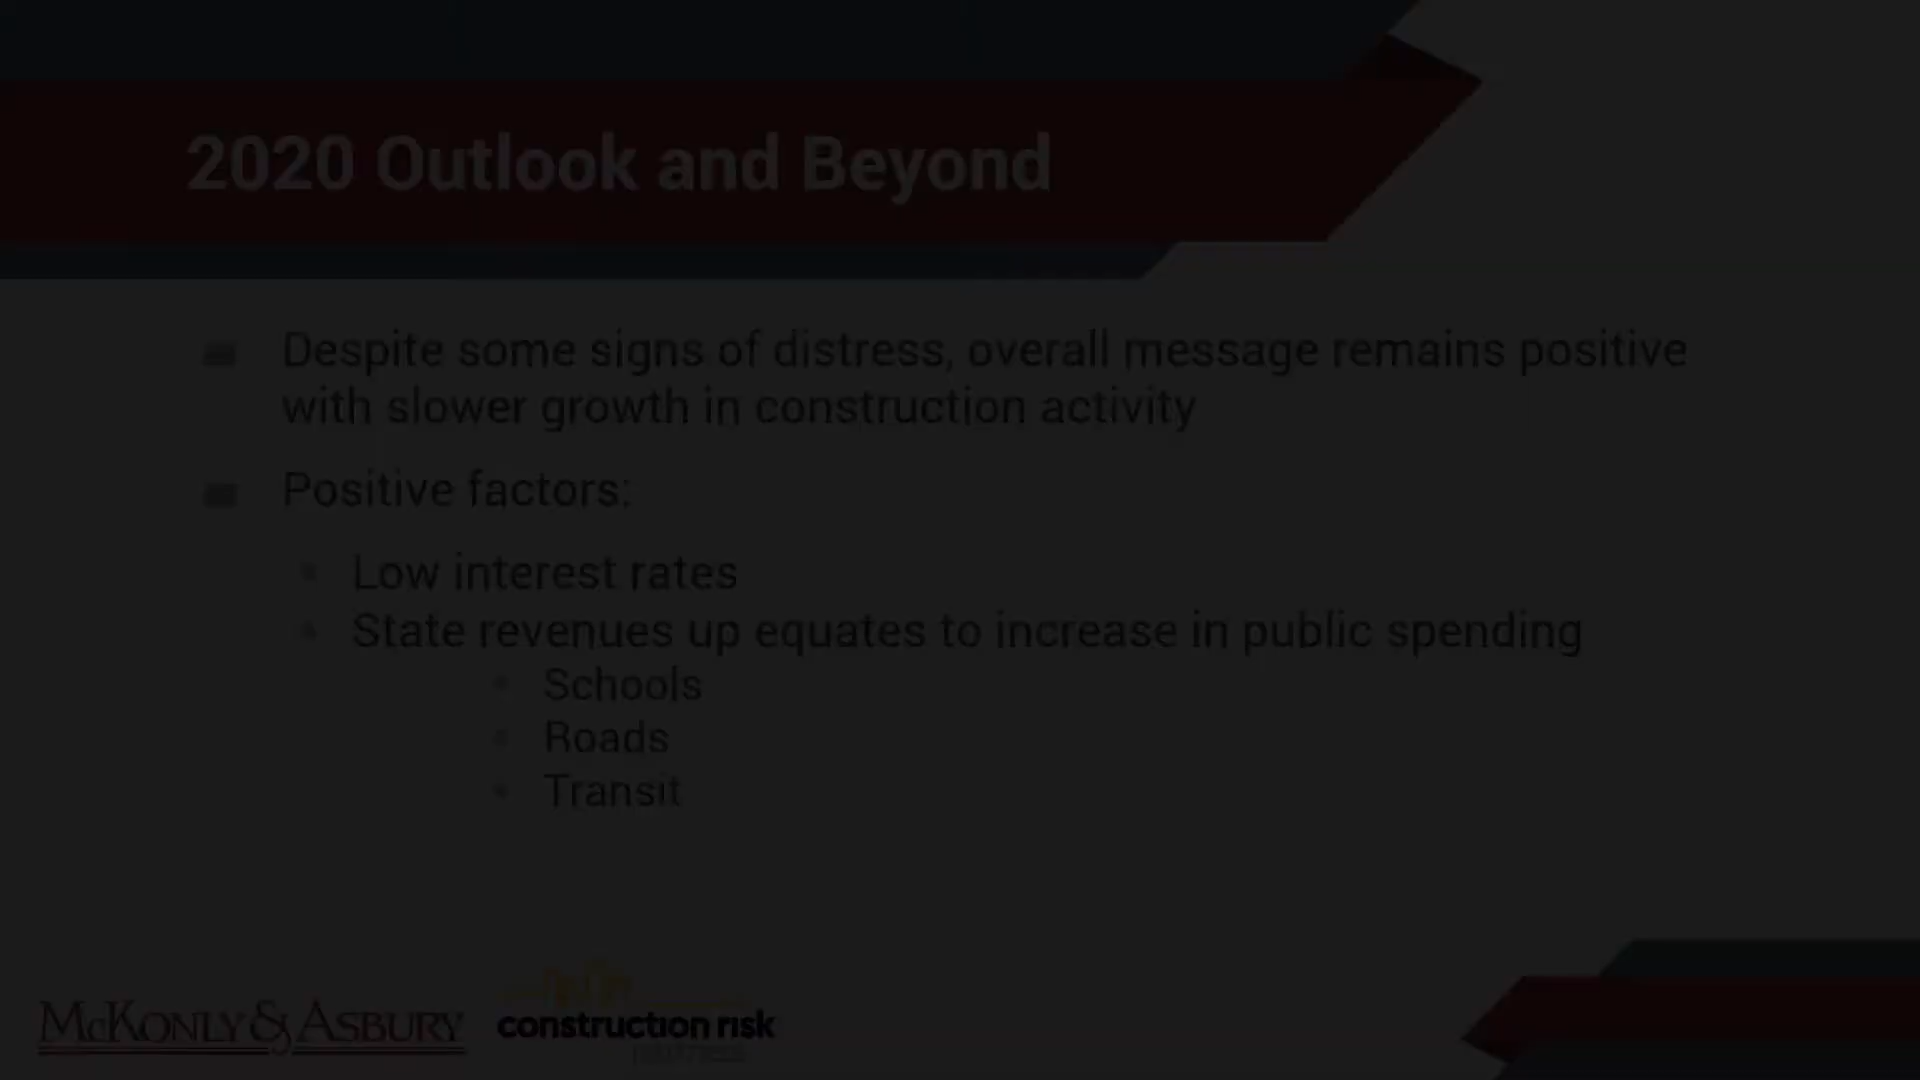 2020 Outlook and Beyond
Despite some signs of distress, overall message remains positive
with slower growth in construction activity
Positive factors:
Low interest rates
State revenues up equates to increase in public spending
Schools
Roads
Transit
McKonly & Asbury
construction risk